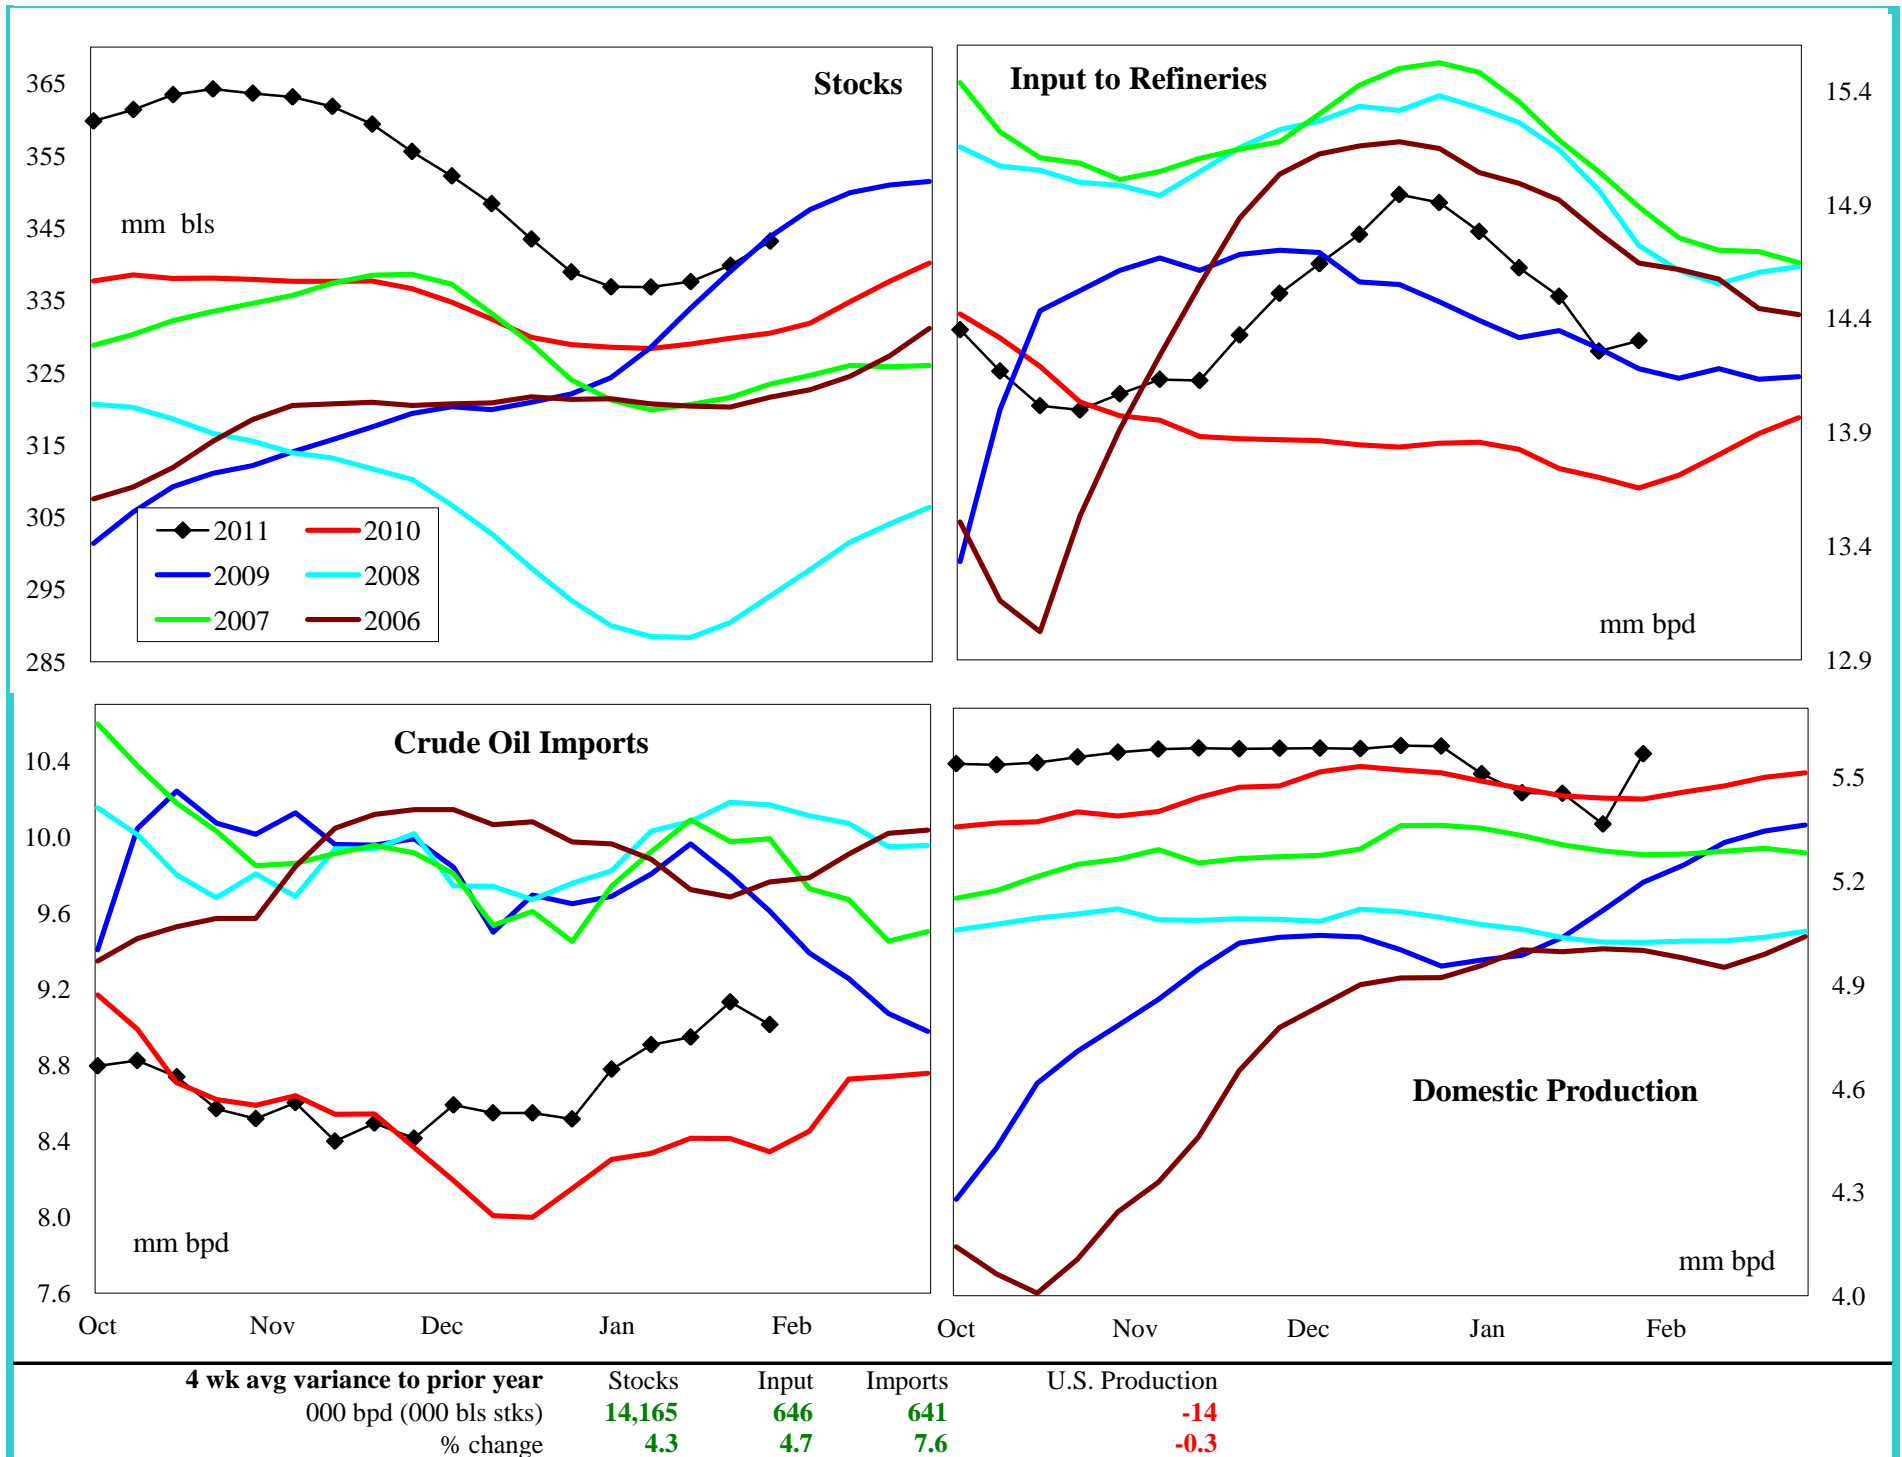 Stocks
365
355
345
335
325
315
305
295
285
mm bls
2011
2010
2009
2008
2007
2006
Input to Refineries
15.4
14.9
14.4
13.9
13.4
12.9
mm bpd
Crude Oil Imports
10.4
10.0
9.6
9.2
8.8
8.4
8.0
7.6
mm bpd
Oct Nov Dec Jan Feb
Domestic Production
5.5
5.2
4.9
4.6
4.3
4.0
mm bpd
Oct Nov Dec Jan Feb
4 wk avg variance to prior year Stocks Input Imports U.S. Production
000 bpd (000 bls stks) 14,165 646 641 -14
% change 4.3 4.7 7.6 -0.3